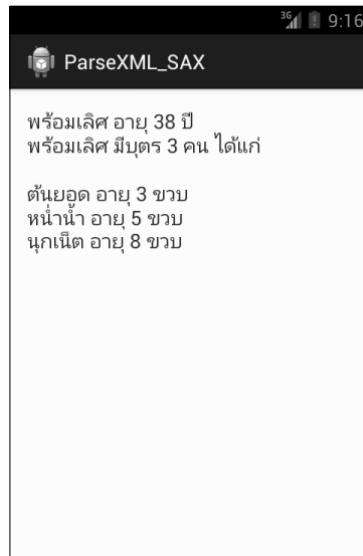 3G 9:16
ParseXML_SAX
พร้อมเลิศ อายุ 38 ปี
พร้อมเลิศ มีบุตร 3 คน ได้แก่
ต้นยอด อายุ 3 ขวบ
หน่ำน้ำ อายุ 5 ขวบ
นุกเน็ต อายุ 8 ขวบ